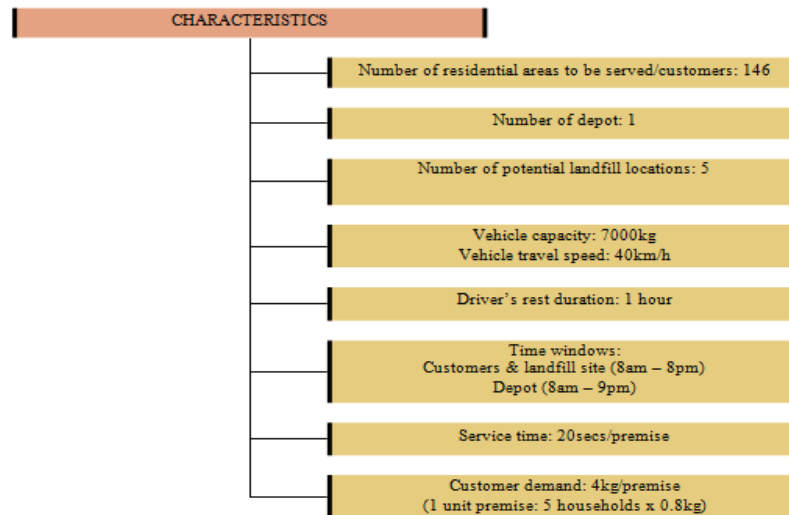 CHARACTERISTICS
Number of residential areas to be served/customers: 146
Number of depot: 1
Number of potential landfill locations: 5
Vehicle capacity: 7000kg
Vehicle travel speed: 40km/h
Driver's rest duration: 1 hour
Time windows:
Customers & landfill site (8am – 8pm)
Depot (8am – 9pm)
Service time: 20secs/premise
Customer demand: 4kg/premise
(1 unit premise: 5 households x 0.8kg)